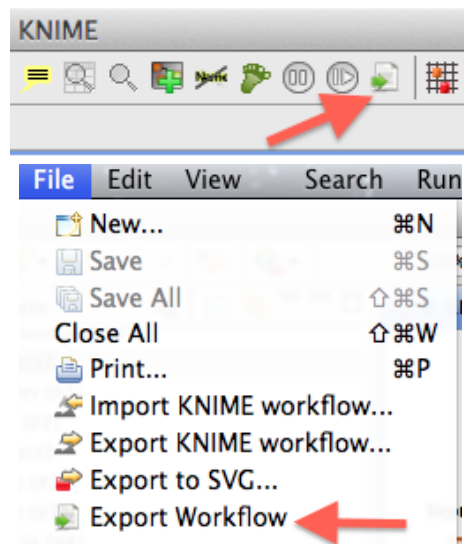 KNIME
File Edit View Search Run
New... ⌘N
Save ⌘S
Save All ⇧⌘S
Close All ⇧⌘W
Print... ⌘P
Import KNIME workflow...
Export KNIME workflow...
Export to SVG...
Export Workflow